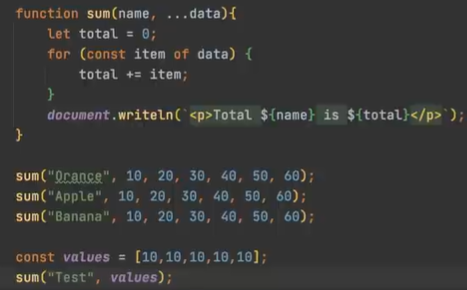 function sum(name, ...data){
let total = 0;
for (const item of data) {
total += item;
}
document.writeln(`<p>Total ${name} is ${total}</p>`);
}
sum("Orance", 10, 20, 30, 40, 50, 60);
sum("Apple", 10, 20, 30, 40, 50, 60);
sum("Banana", 10, 20, 30, 40, 50, 60);
const values = [10,10,10,10,10];
sum("Test", values);